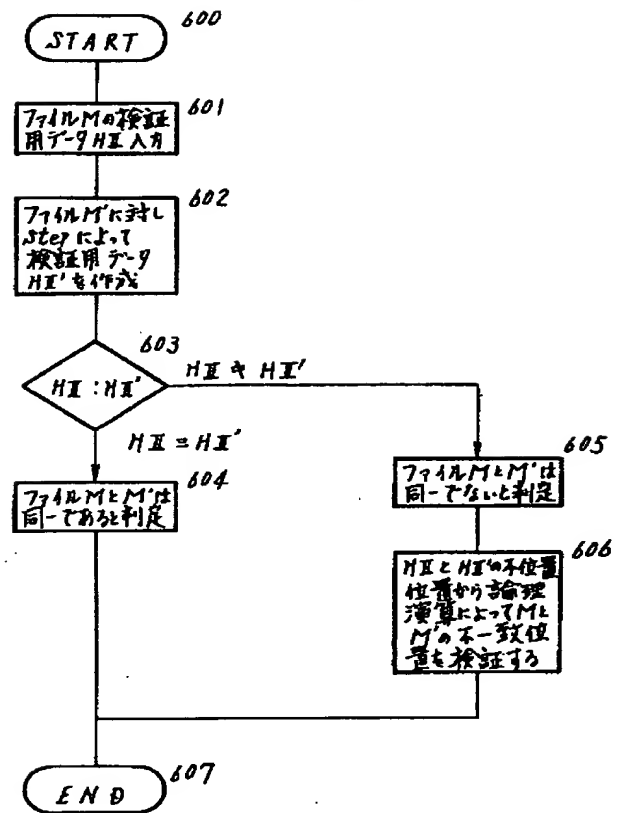 600
START
601
ファイルMの検証
用データHⅡ入力
602
ファイルM'に対し
stepによって
検証用データ
HⅡ'を作成
603
HⅡ:HⅡ'
HⅡ≠HⅡ'
HⅡ=HⅡ'
604
ファイルMとM'は
同一であると判定
605
ファイルMとM'は
同一でないと判定
606
HⅡとHⅡ'の不位置
位置から論理
演算によってMと
M'の不一致位
置を検証する
607
END